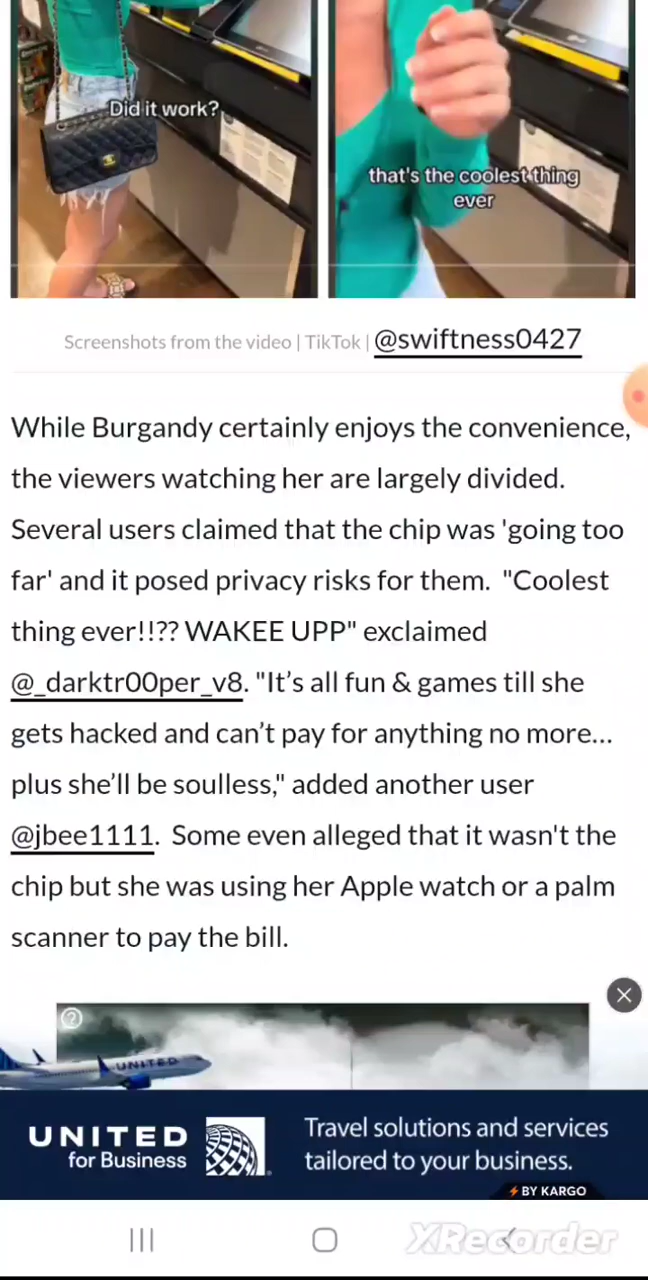 Did it work?
that's the coolest thing
ever
Screenshots from the video | TikTok | @swiftness0427
While Burgandy certainly enjoys the convenience,
the viewers watching her are largely divided.
Several users claimed that the chip was 'going too
far' and it posed privacy risks for them.  "Coolest
thing ever!!?? WAKEE UPP" exclaimed
@_darktr00per_v8. "It’s all fun & games till she
gets hacked and can’t pay for anything no more...
plus she’ll be soulless," added another user
@jbee1111.  Some even alleged that it wasn't the
chip but she was using her Apple watch or a palm
scanner to pay the bill.
UNITED
UNITED
for Business
Travel solutions and services
tailored to your business.
BY KARGO
XRecorder